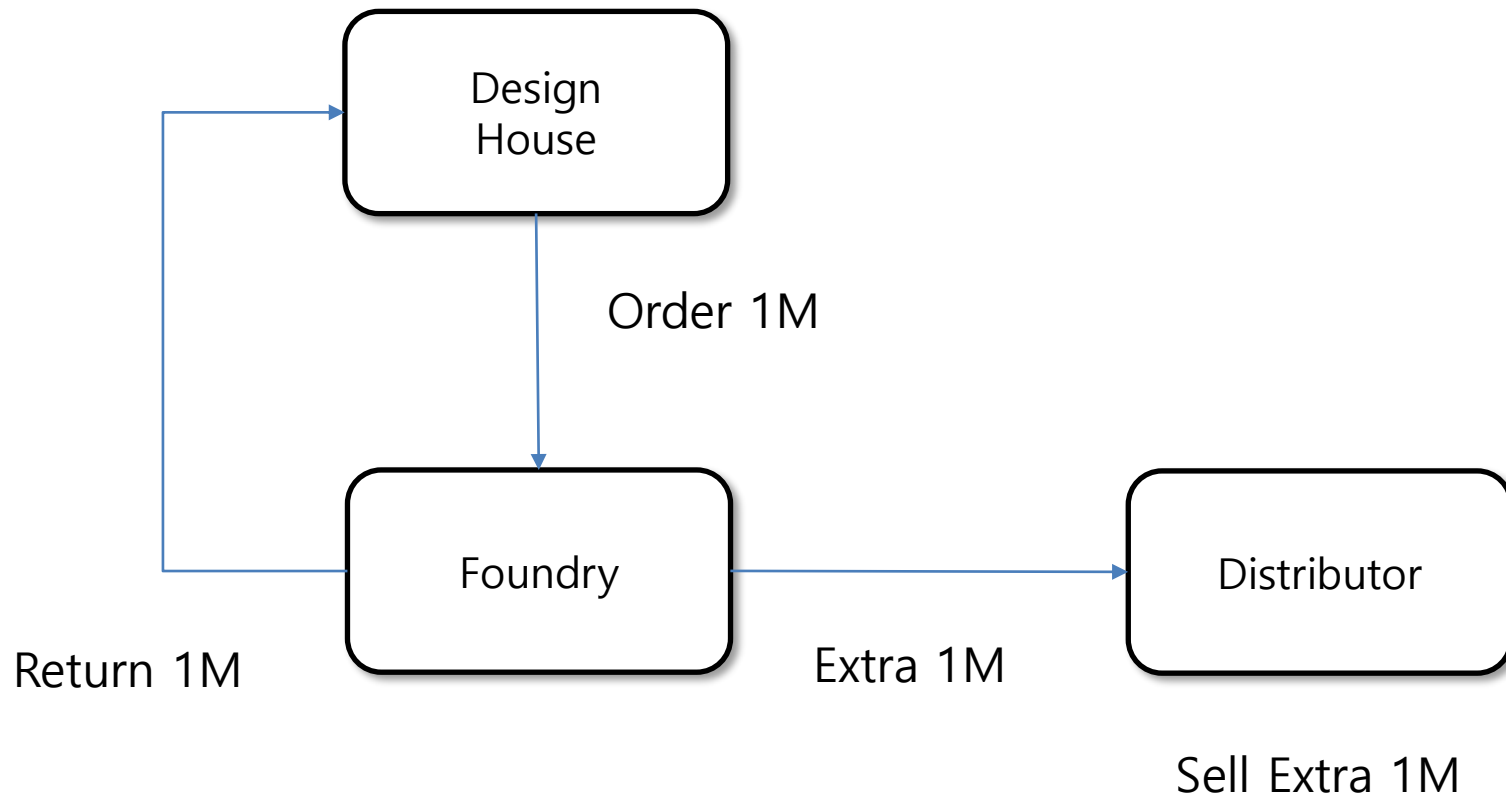 Design
House
Order 1M
Foundry
Distributor
Return 1M
Extra 1M
Sell Extra 1M